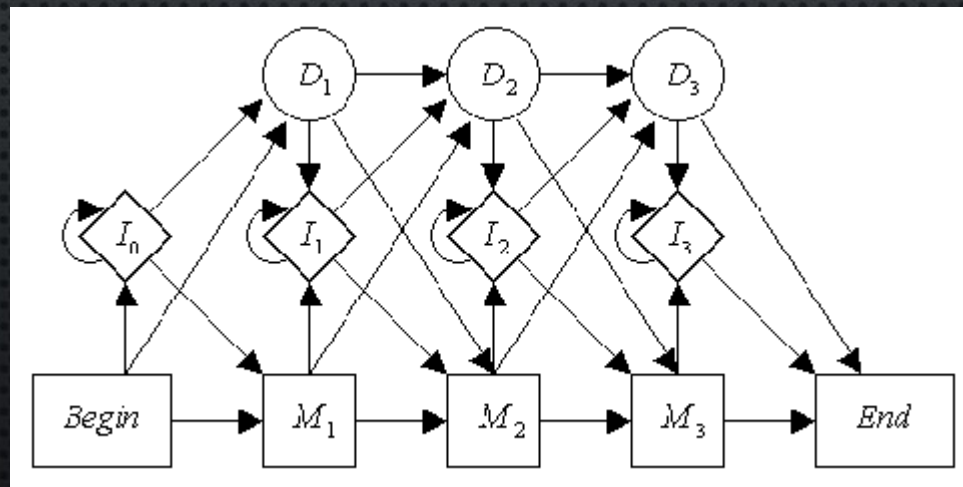 D₁ D₂ D₃
I₀ I₁ I₂ I₃
Begin M₁ M₂ M₃ End